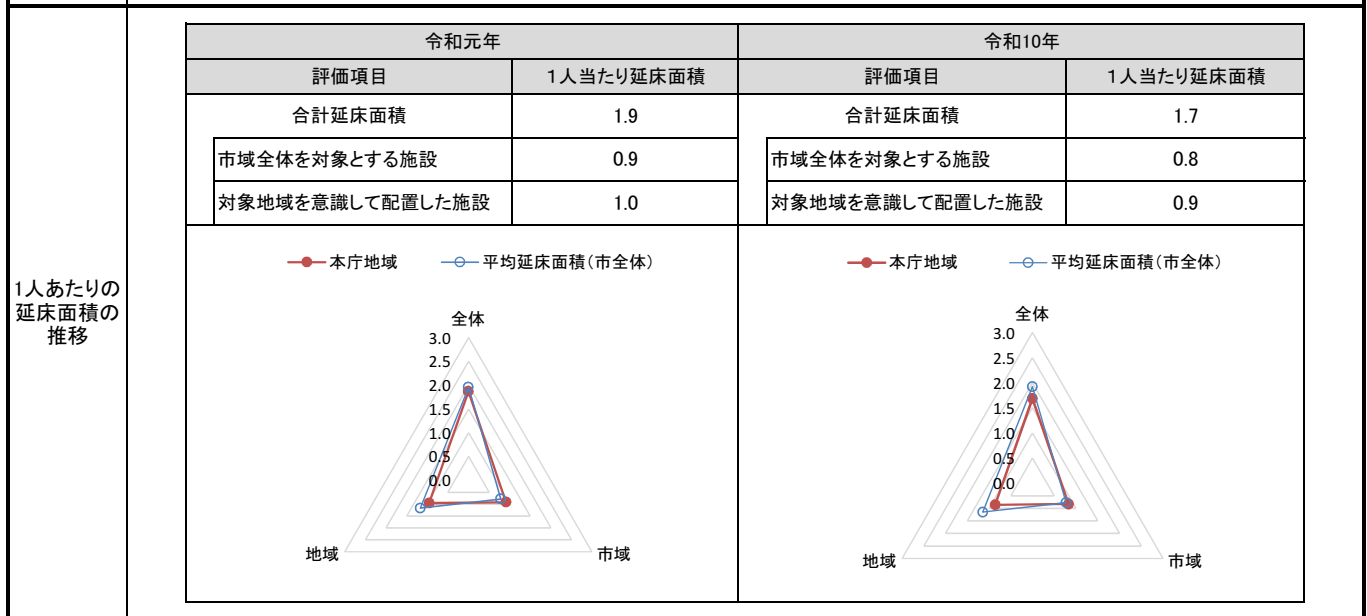 1人あたりの
延床面積の
推移
令和元年
令和10年
評価項目 1人当たり延床面積
評価項目 1人当たり延床面積
合計延床面積 1.9
合計延床面積 1.7
市域全体を対象とする施設 0.9
市域全体を対象とする施設 0.8
対象地域を意識して配置した施設 1.0
対象地域を意識して配置した施設 0.9
本庁地域 平均延床面積(市全体)
全体
3.0
2.5
2.0
1.5
1.0
0.5
0.0
地域
市域
本庁地域 平均延床面積(市全体)
全体
3.0
2.5
2.0
1.5
1.0
0.5
0.0
地域
市域